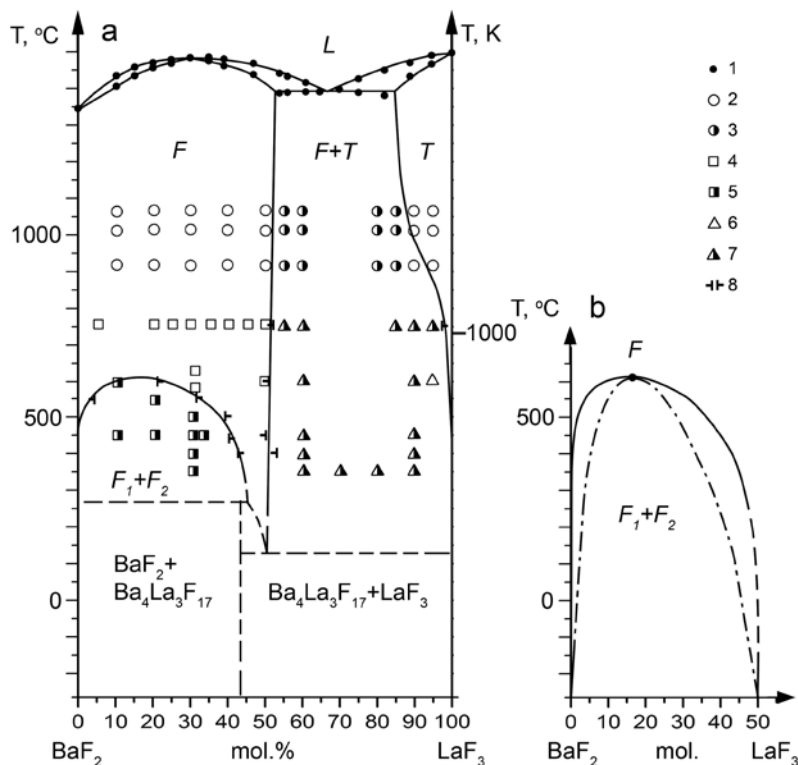 T, °C a T, K
L
F F+T T
1
2
3
4
5
6
7
8
1000
1000
500
0
F₁+F₂
BaF₂+
Ba₄La₃F₁₇
Ba₄La₃F₁₇+LaF₃
0 10 20 30 40 50 60 70 80 90 100
BaF₂ mol.% LaF₃
T, °C b
F
500
F₁+F₂
0
0 10 20 30 40 50
BaF₂ mol. LaF₃